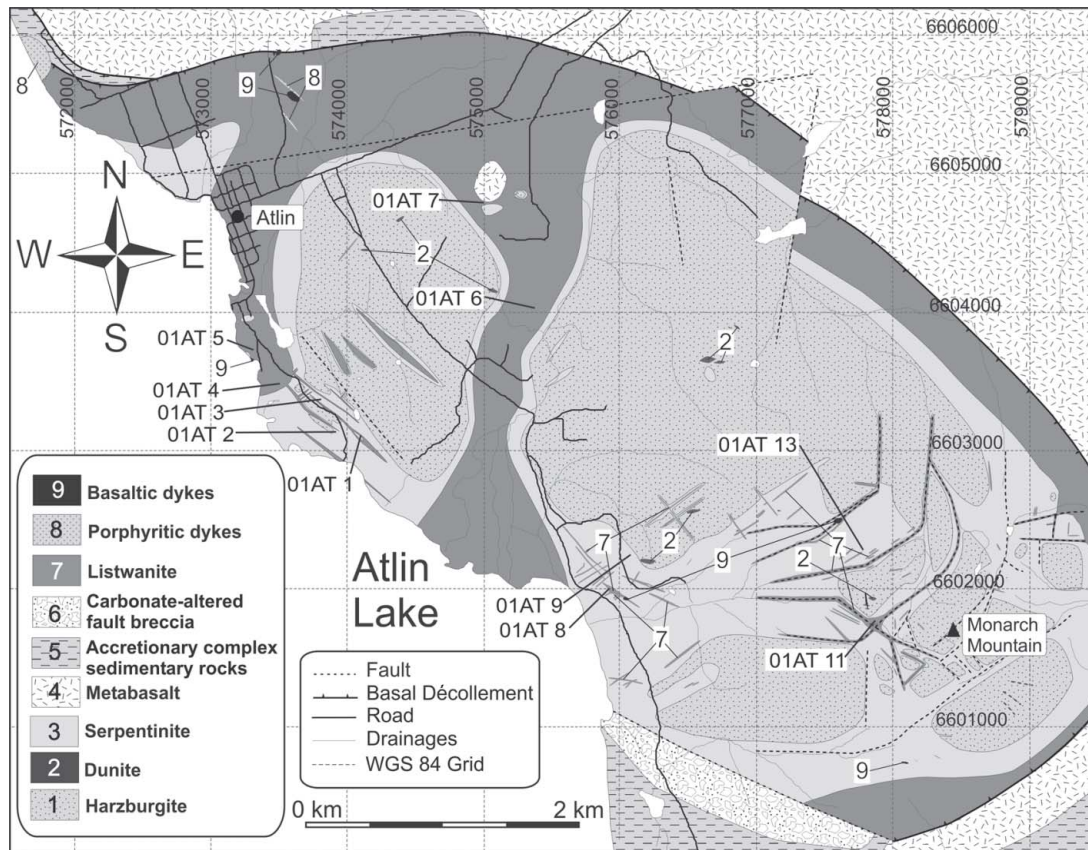 6606000
8
9
8
572000
573000
574000
575000
576000
577000
578000
579000
6605000
N
W
E
S
Atlin
01AT 7
2
01AT 6
6604000
01AT 5
9
2
01AT 4
01AT 3
01AT 2
01AT 1
6603000
01AT 13
Atlin
Lake
7
2
9
7
2
6602000
01AT 9
01AT 8
7
01AT 11
Monarch
Mountain
6601000
9
9 Basaltic dykes
8 Porphyritic dykes
7 Listwanite
6 Carbonate-altered
fault breccia
5 Accretionary complex
sedimentary rocks
4 Metabasalt
3 Serpentinite
2 Dunite
1 Harzburgite
Fault
Basal Décollement
Road
Drainages
WGS 84 Grid
0 km 2 km